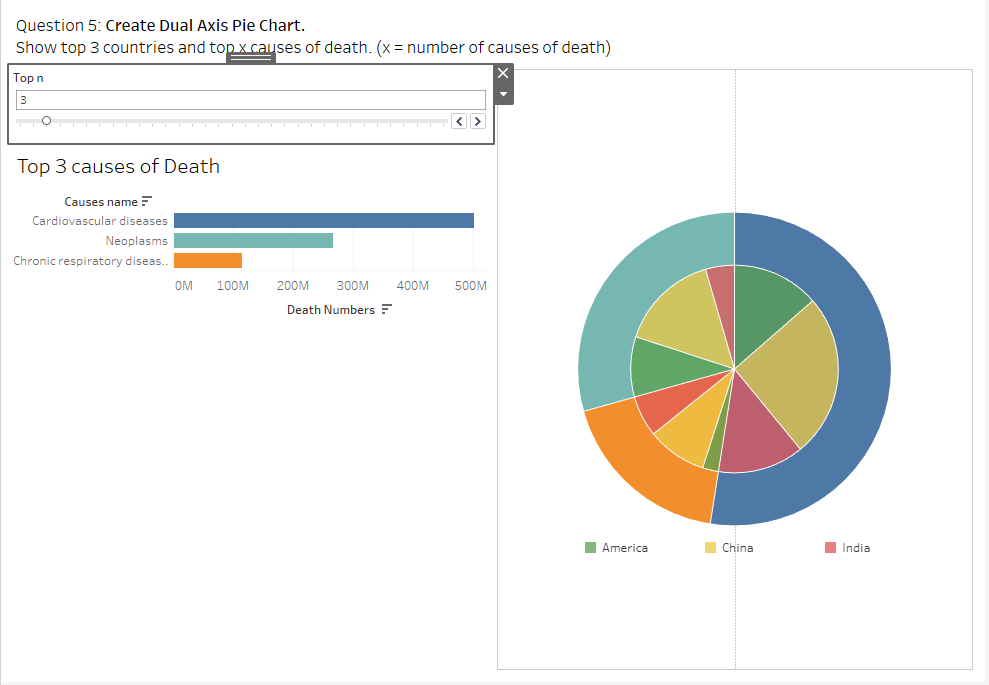 Question 5: Create Dual Axis Pie Chart.
Show top 3 countries and top x causes of death. (x = number of causes of death)
Top n
3
Top 3 causes of Death
Causes name
Cardiovascular diseases
Neoplasms
Chronic respiratory diseas..
0M 100M 200M 300M 400M 500M
Death Numbers
America China India